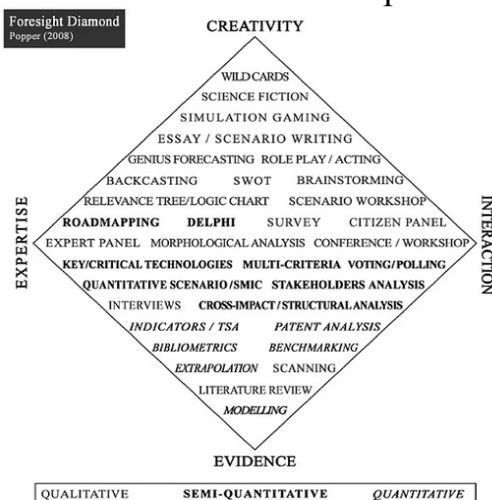 Foresight Diamond
Popper (2008)
CREATIVITY
WILD CARDS
SCIENCE FICTION
SIMULATION GAMING
ESSAY / SCENARIO WRITING
GENIUS FORECASTING ROLE PLAY / ACTING
BACKCASTING SWOT BRAINSTORMING
RELEVANCE TREE/LOGIC CHART SCENARIO WORKSHOP
ROADMAPPING DELPHI SURVEY CITIZEN PANEL
EXPERT PANEL MORPHOLOGICAL ANALYSIS CONFERENCE / WORKSHOP
KEY/CRITICAL TECHNOLOGIES MULTI-CRITERIA VOTING/POLLING
QUANTITATIVE SCENARIO/SMIC STAKEHOLDERS ANALYSIS
INTERVIEWS CROSS-IMPACT/STRUCTURAL ANALYSIS
INDICATORS / TSA PATENT ANALYSIS
BIBLIOMETRICS BENCHMARKING
EXTRAPOLATION SCANNING
LITERATURE REVIEW
MODELLING
EXPERTISE
INTERACTION
EVIDENCE
QUALITATIVE SEMI-QUANTITATIVE QUANTITATIVE